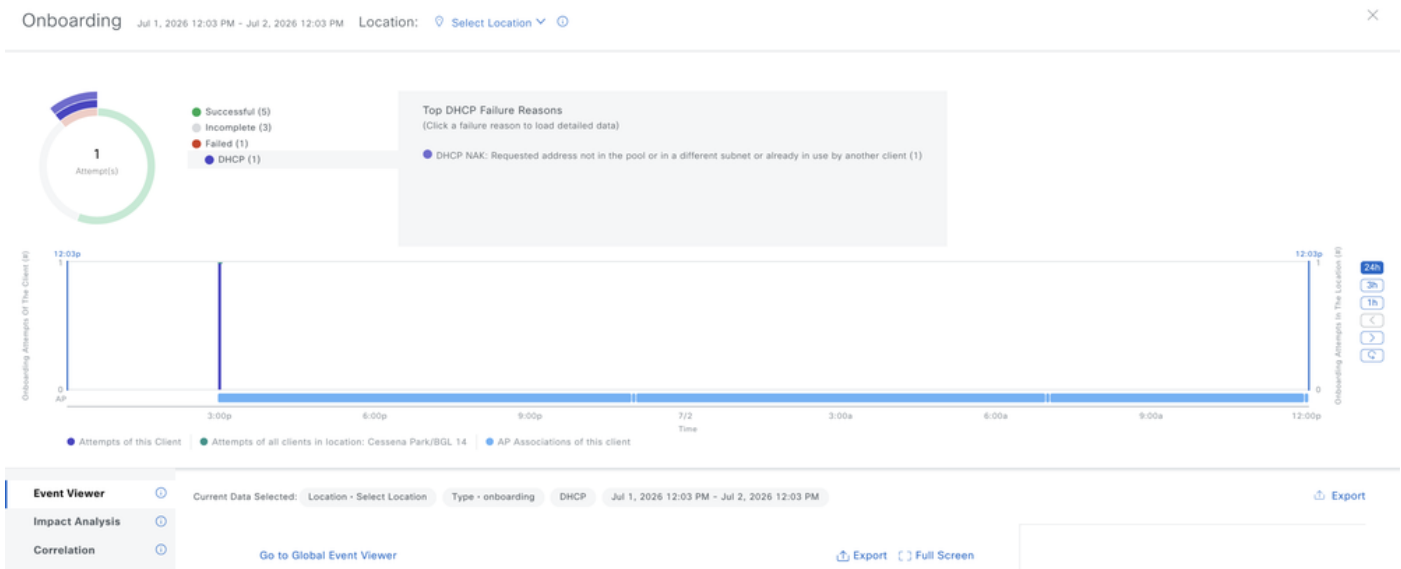 Onboarding Jul 1, 2026 12:03 PM - Jul 2, 2026 12:03 PM Location: Select Location
1
Attempt(s)
Successful (5)
Incomplete (3)
Failed (1)
DHCP (1)
Top DHCP Failure Reasons
(Click a failure reason to load detailed data)
DHCP NAK: Requested address not in the pool or in a different subnet or already in use by another client (1)
Onboarding Attempts Of The Client (#)
12:03p
1
0
AP
12:03p
1
0
Onboarding Attempts In The Location (#)
24h
3h
1h
3:00p 6:00p 9:00p 7/2 3:00a 6:00a 9:00a 12:00p
Time
Attempts of this Client Attempts of all clients in location: Cessena Park/BGL 14 AP Associations of this client
Event Viewer
Impact Analysis
Correlation
Current Data Selected: Location - Select Location Type - onboarding DHCP Jul 1, 2026 12:03 PM - Jul 2, 2026 12:03 PM Export
Go to Global Event Viewer Export Full Screen